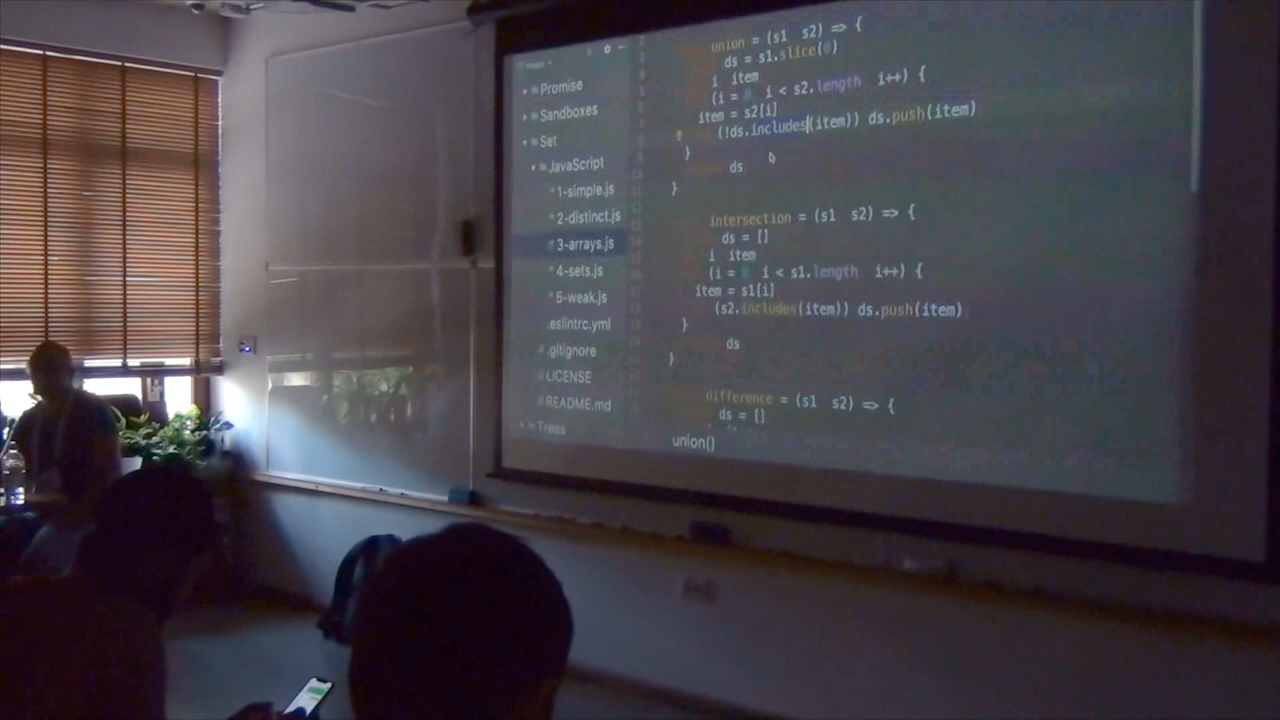 Promise
Sandboxes
Set
JavaScript
1-simple.js
2-distinct.js
3-arrays.js
4-sets.js
5-weak.js
.eslintrc.yml
.gitignore
LICENSE
README.md
Trees
union = (s1 s2) => {
ds = s1.slice(0)
i item
(i = 0 i < s2.length i++) {
item = s2[i]
(!ds.includes(item)) ds.push(item)
}
ds
}
intersection = (s1 s2) => {
ds = []
i item
(i = 0 i < s1.length i++) {
item = s1[i]
(s2.includes(item)) ds.push(item)
}
ds
}
difference = (s1 s2) => {
ds = []
union()